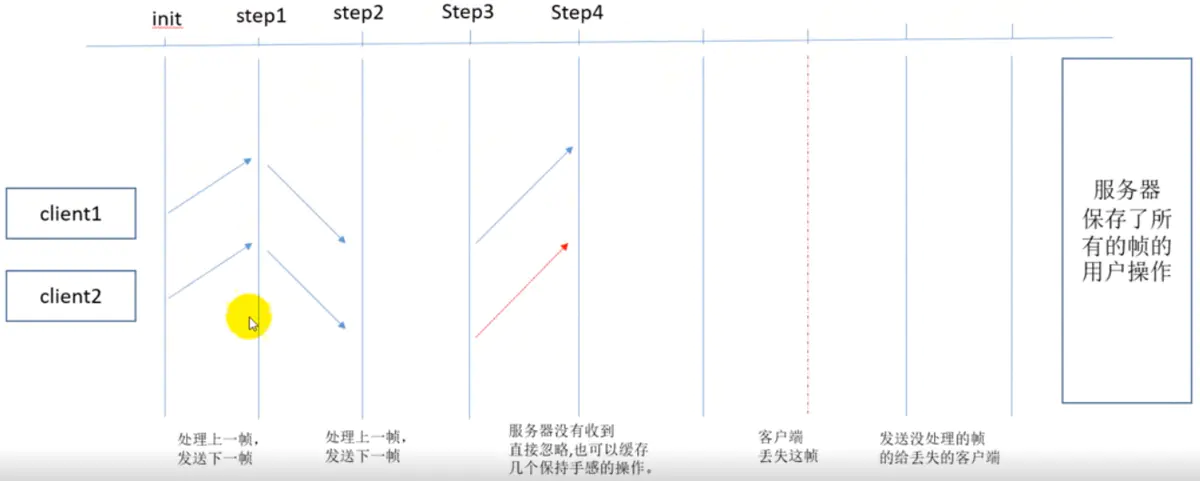 init
step1
step2
Step3
Step4
client1
client2
服务器
保存了所
有的帧的
用户操作
处理上一帧，
发送下一帧
处理上一帧，
发送下一帧
服务器没有收到
直接忽略,也可以缓存
几个保持手感的操作。
客户端
丢失这帧
发送没处理的帧
的给丢失的客户端